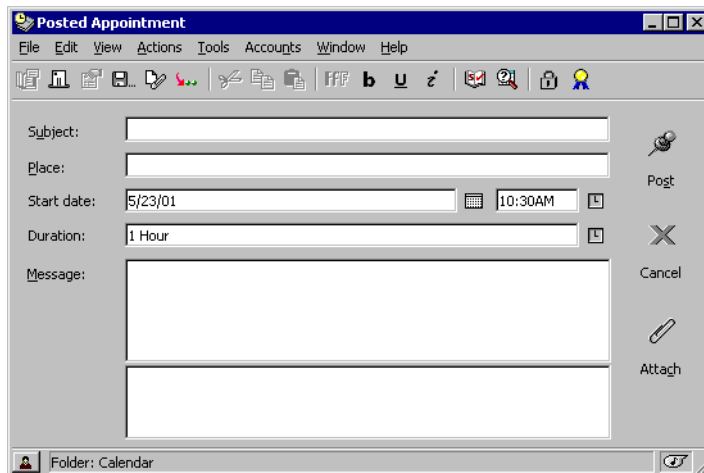 Posted Appointment
File Edit View Actions Tools Accounts Window Help
FfF b u i
Subject:
Place:
Post
Start date: 5/23/01 10:30AM
Duration: 1 Hour
Message:
Cancel
Attach
Folder: Calendar